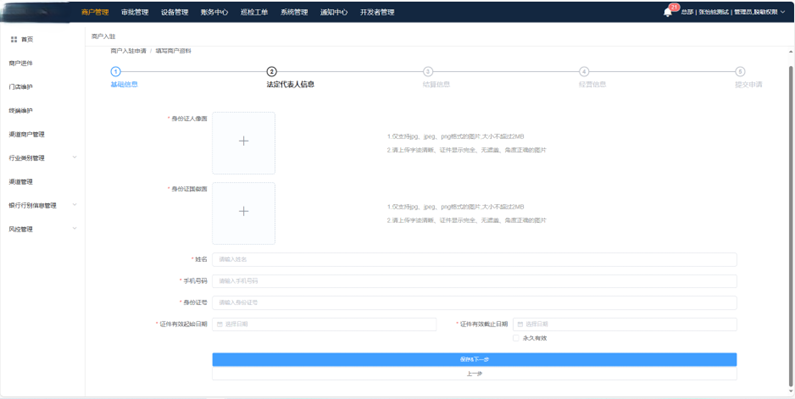 商户管理 审批管理 设备管理 账务中心 巡检工单 系统管理 通知中心 开发者管理
总部 | 张怡锦测试 | 管理员,脱敏权限
首页
商户进件
门店维护
终端维护
渠道商户管理
行业类别管理
渠道管理
银行行别信息管理
风控管理
商户入驻
商户入驻申请 / 填写商户资料
1 2 3 4 5
基础信息 法定代表人信息 结算信息 经营信息 提交申请
* 身份证人像面
1.仅支持jpg、jpeg、png格式的图片,大小不超过2MB
2.请上传字迹清晰、证件显示完全、无遮盖、角度正确的图片
* 身份证国徽面
1.仅支持jpg、jpeg、png格式的图片,大小不超过2MB
2.请上传字迹清晰、证件显示完全、无遮盖、角度正确的图片
* 姓名 请输入姓名
* 手机号码 请输入手机号码
* 身份证号 请输入身份证号
* 证件有效起始日期 选择日期 * 证件有效截止日期 选择日期
永久有效
保存&下一步
上一步